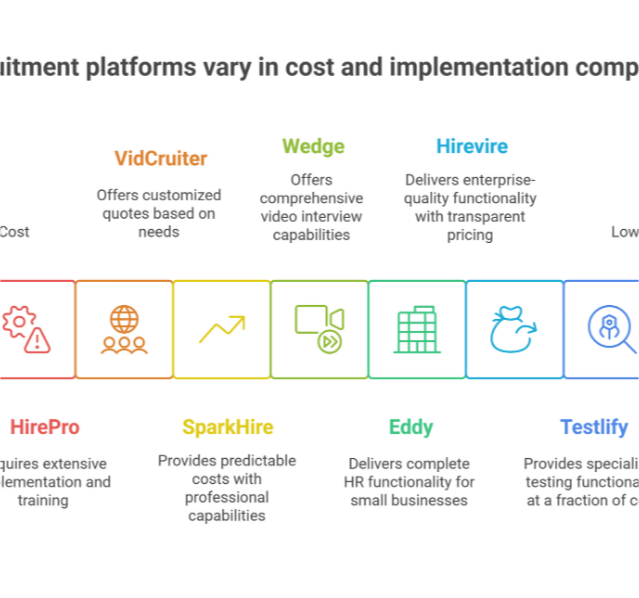 uitment platforms vary in cost and implementation comp
VidCruiter
Offers customized
quotes based on
needs
Wedge
Offers
comprehensive
video interview
capabilities
Hirevire
Delivers enterprise-
quality functionality
with transparent
pricing
Cost
Low
HirePro
quires extensive
lementation and
training
SparkHire
Provides predictable
costs with
professional
capabilities
Eddy
Delivers complete
HR functionality for
small businesses
Testlify
Provides speciali
testing functiona
at a fraction of c